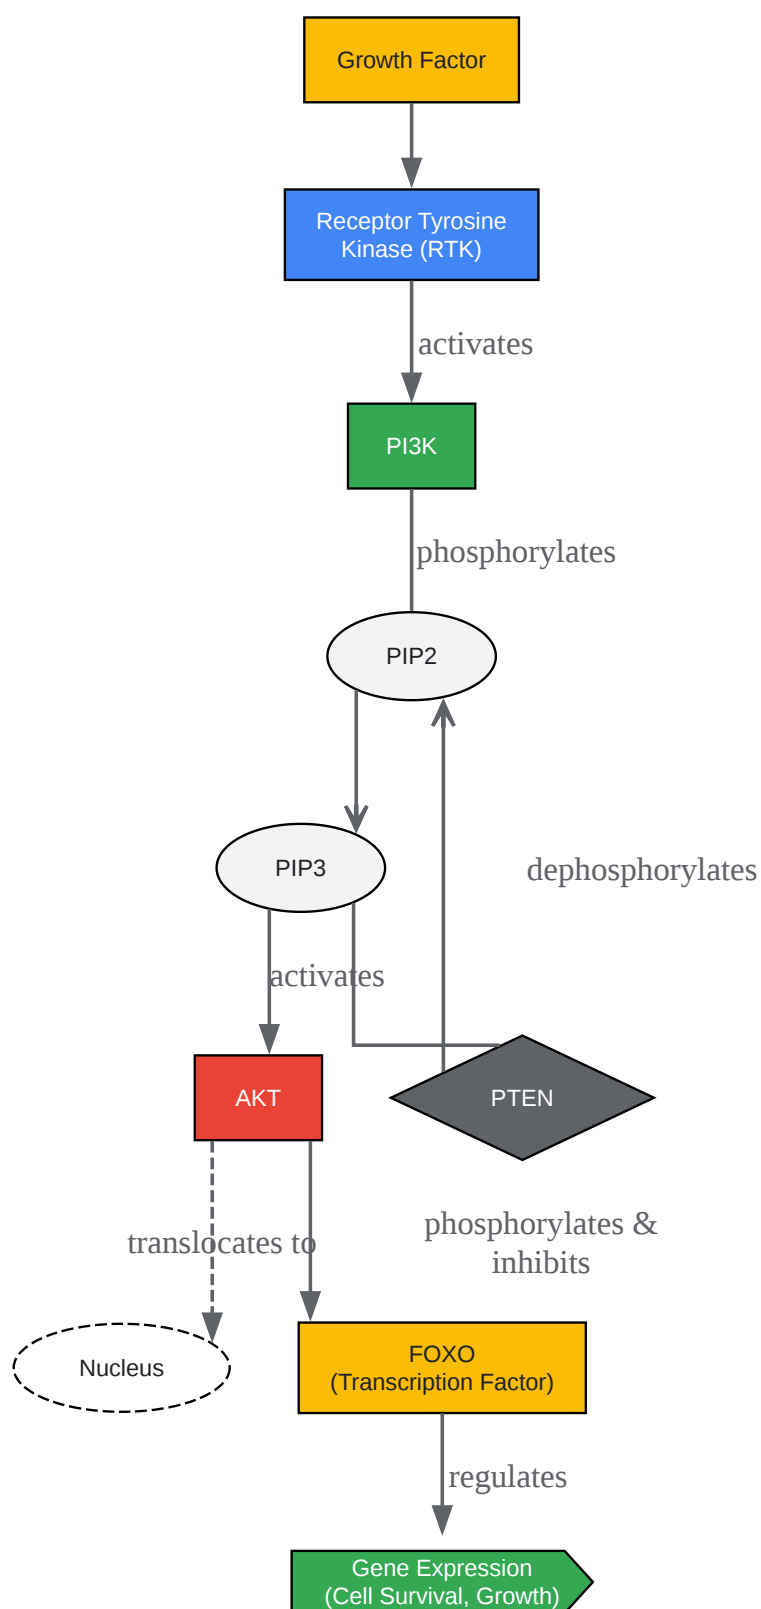 Growth Factor
Receptor Tyrosine
Kinase (RTK)
activates
PI3K
phosphorylates
PIP2
PIP3
dephosphorylates
activates
AKT
PTEN
translocates to
phosphorylates &
inhibits
Nucleus
FOXO
(Transcription Factor)
regulates
Gene Expression
(Cell Survival, Growth)